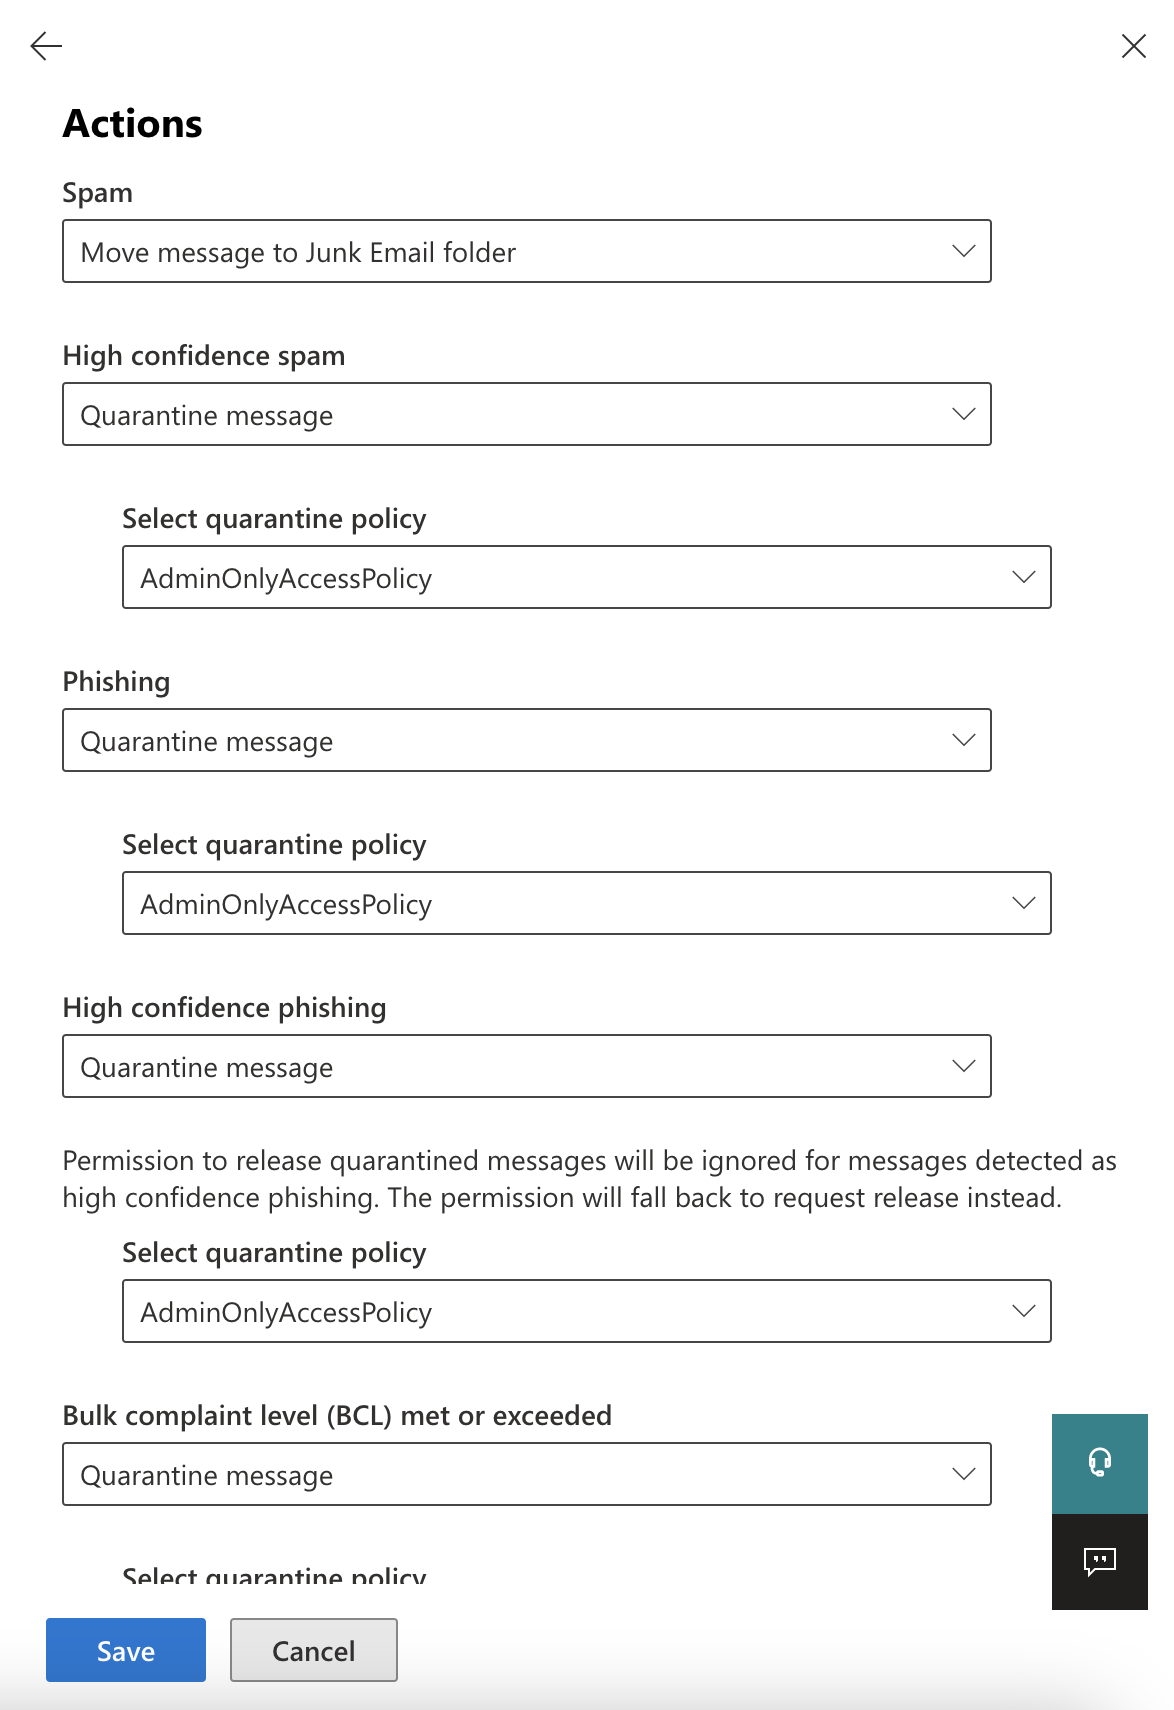 Actions
Spam
Move message to Junk Email folder
High confidence spam
Quarantine message
Select quarantine policy
AdminOnlyAccessPolicy
Phishing
Quarantine message
Select quarantine policy
AdminOnlyAccessPolicy
High confidence phishing
Quarantine message
Permission to release quarantined messages will be ignored for messages detected as
high confidence phishing. The permission will fall back to request release instead.
Select quarantine policy
AdminOnlyAccessPolicy
Bulk complaint level (BCL) met or exceeded
Quarantine message
Select quarantine policy
Save Cancel